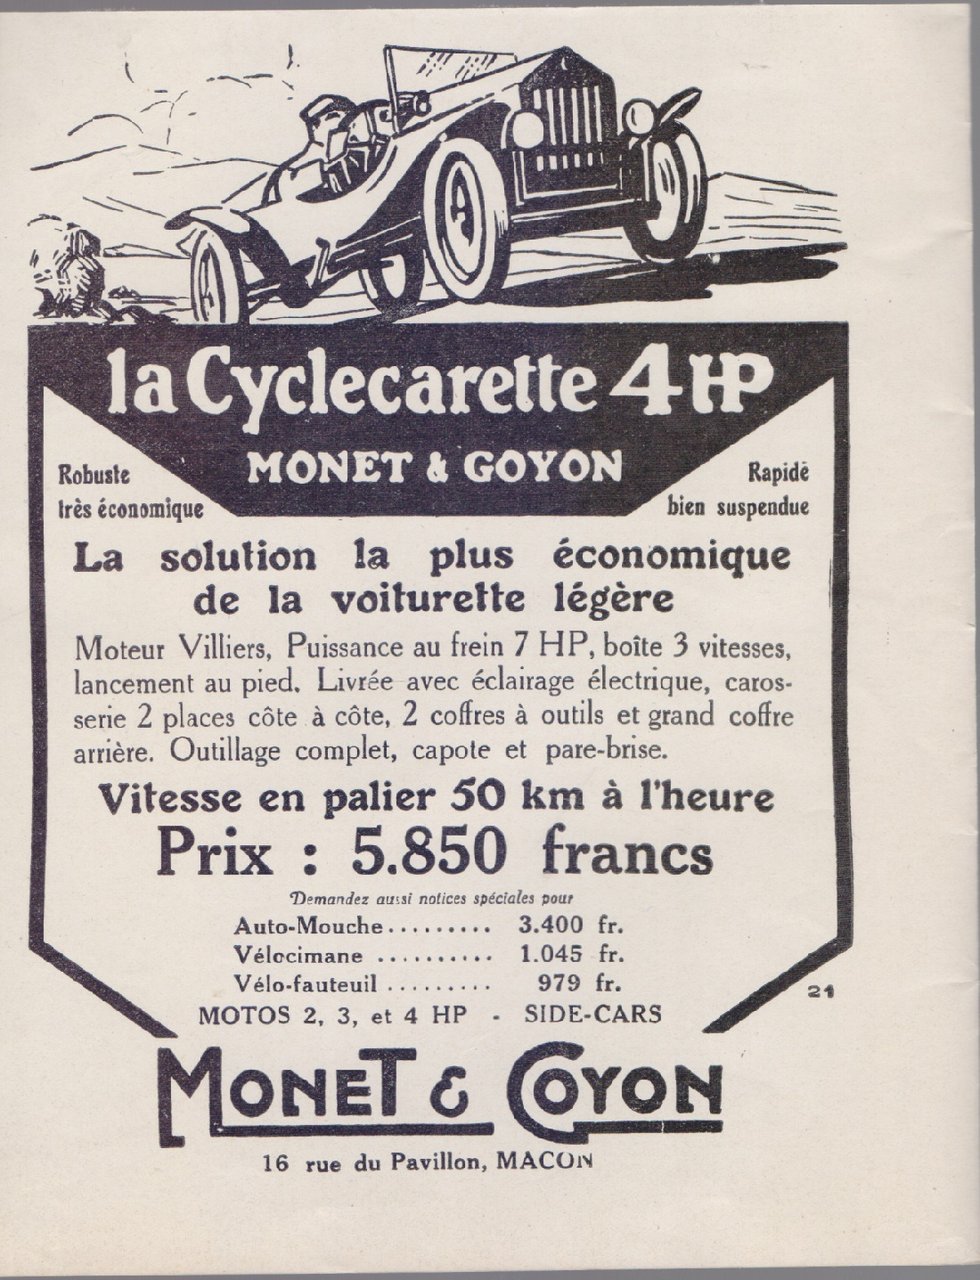 la Cyclecarette 4 HP
MONET & GOYON
Robuste
très économique
Rapide
bien suspendue
La solution la plus économique
de la voiturette légère
Moteur Villiers, Puissance au frein 7 HP, boîte 3 vitesses,
lancement au pied. Livrée avec éclairage électrique, caros-
serie 2 places côte à côte, 2 coffres à outils et grand coffre
arrière. Outillage complet, capote et pare-brise.
Vitesse en palier 50 km à l'heure
Prix : 5.850 francs
Demandez aussi notices spéciales pour
Auto-Mouche ......... 3.400 fr.
Vélocimane .......... 1.045 fr.
Vélo-fauteuil ......... 979 fr.
21
MOTOS 2, 3, et 4 HP - SIDE-CARS
MONET & GOYON
16 rue du Pavillon, MACON